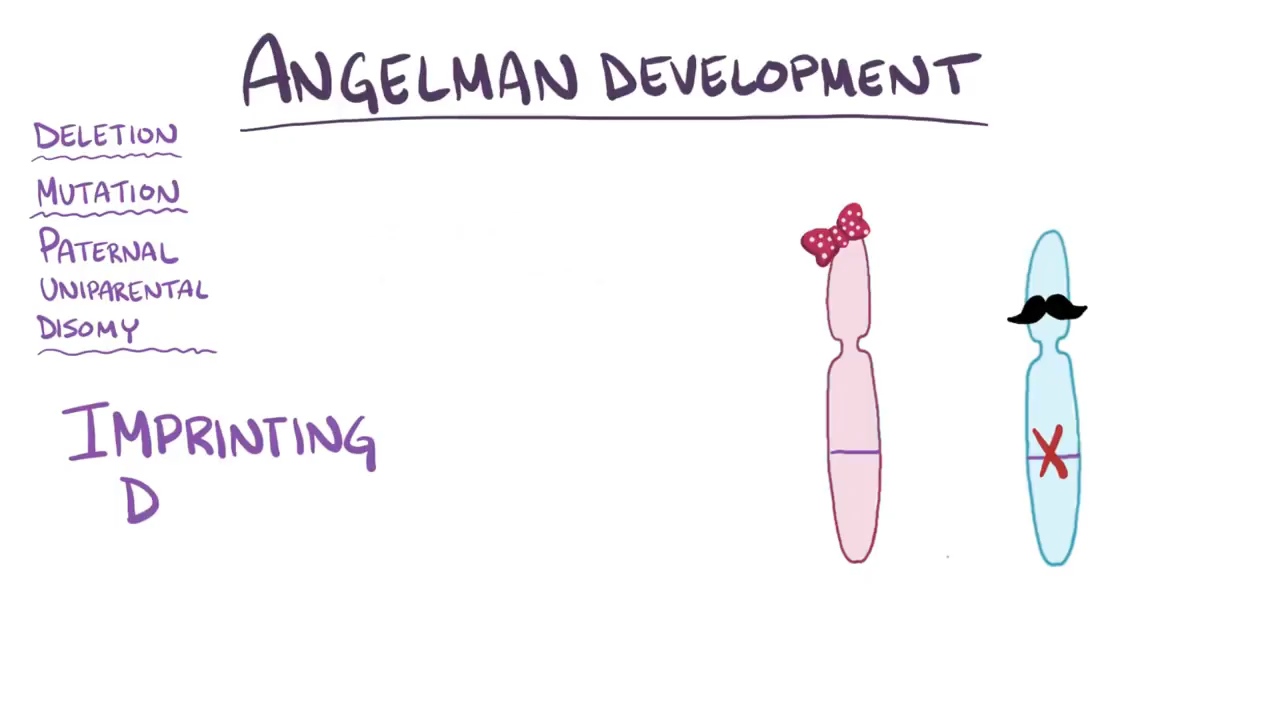 ANGELMAN DEVELOPMENT
DELETION
MUTATION
PATERNAL
UNIPARENTAL
DISOMY
IMPRINTING
D
X